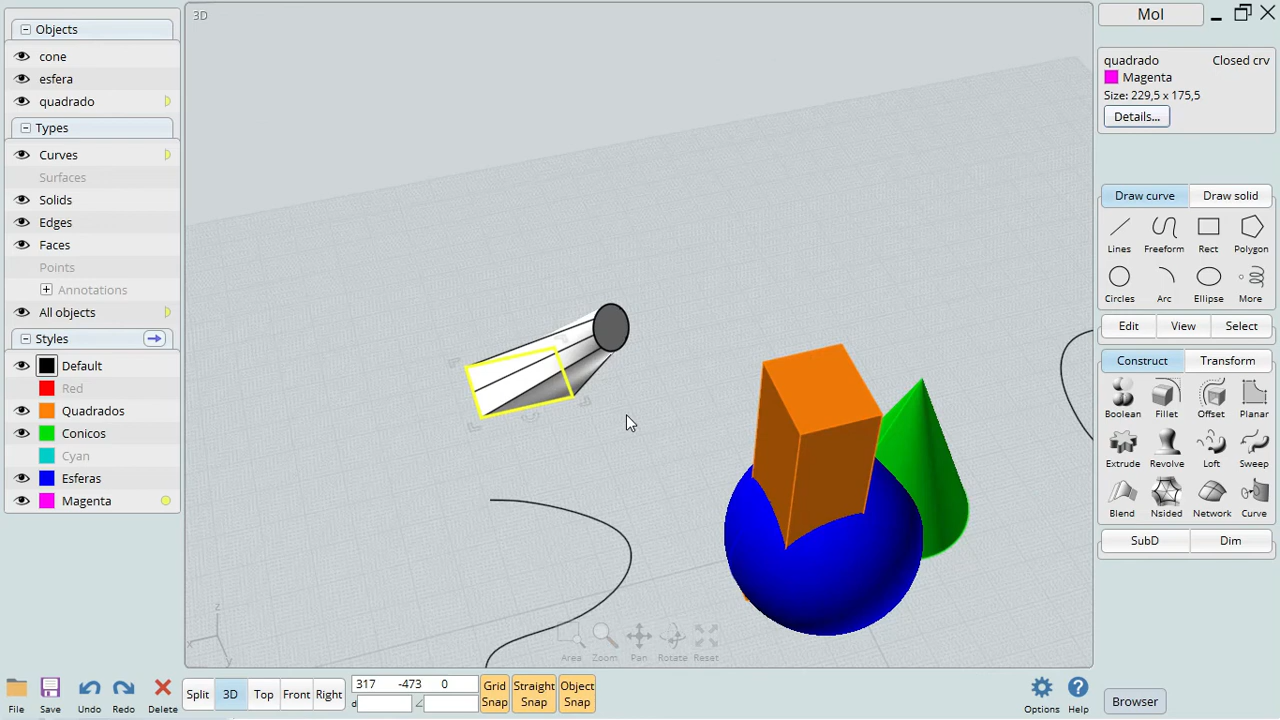 Objects
cone
esfera
quadrado
Types
Curves
Surfaces
Solids
Edges
Faces
Points
Annotations
All objects
Styles
Default
Red
Quadrados
Conicos
Cyan
Esferas
Magenta
3D
z
x
y
Area
Zoom
Pan
Rotate
Reset
MoI
quadrado
Closed crv
Magenta
Size: 229,5 x 175,5
Details...
Draw curve
Draw solid
Lines
Freeform
Rect
Polygon
Circles
Arc
Ellipse
More
Edit
View
Select
Construct
Transform
Boolean
Fillet
Offset
Planar
Extrude
Revolve
Loft
Sweep
Blend
Nsided
Network
Curve
SubD
Dim
File
Save
Undo
Redo
Delete
Split
3D
Top
Front
Right
317 -473 0
d
Grid Snap
Straight Snap
Object Snap
Options
Help
Browser